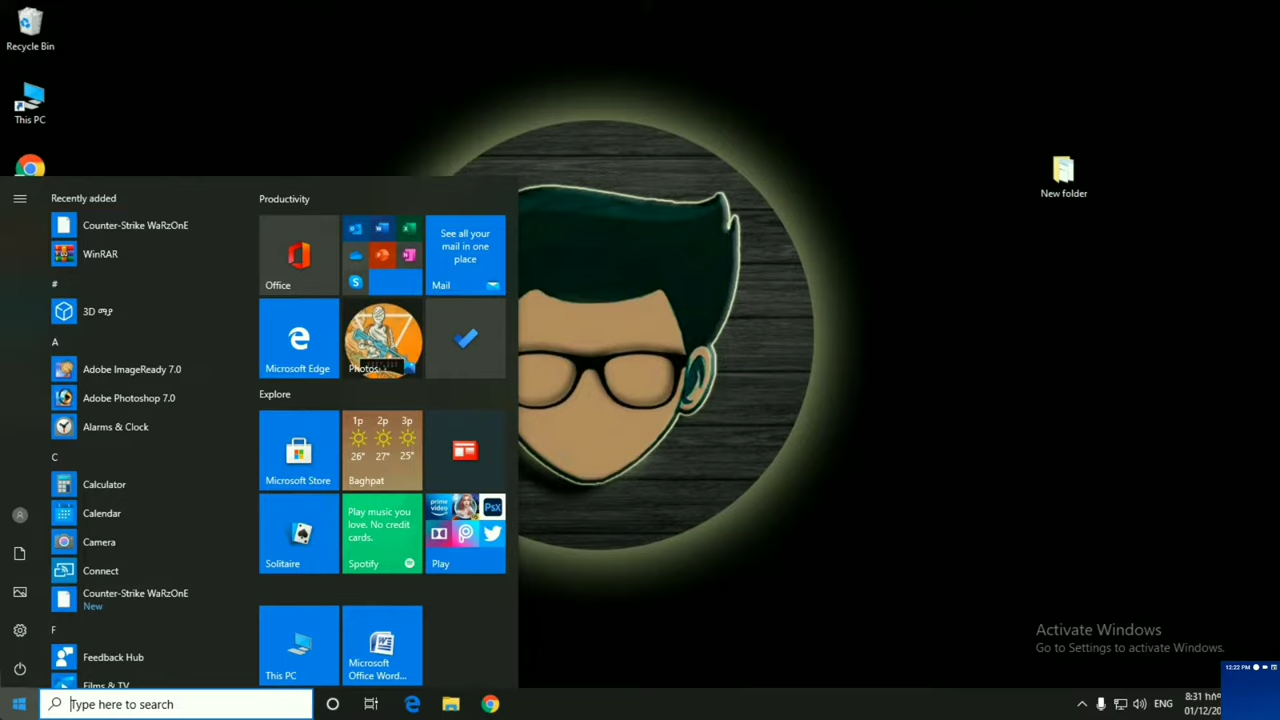 Recycle Bin
This PC
New folder
Recently added
Counter-Strike WaRzOnE
WinRAR
#
3D ማያ
A
Adobe ImageReady 7.0
Adobe Photoshop 7.0
Alarms & Clock
C
Calculator
Calendar
Camera
Connect
Counter-Strike WaRzOnE
New
F
Feedback Hub
Films & TV
Productivity
Office
See all your
mail in one
place
Mail
Microsoft Edge
Photos
Explore
Microsoft Store
1p 2p 3p
26° 27° 25°
Baghpat
Solitaire
Play music you
love. No credit
cards.
Spotify
prime video
PsX
Play
This PC
Microsoft
Office Word...
Activate Windows
Go to Settings to activate Windows.
12:22 PM
Type here to search
ENG
8:31
01/12/20